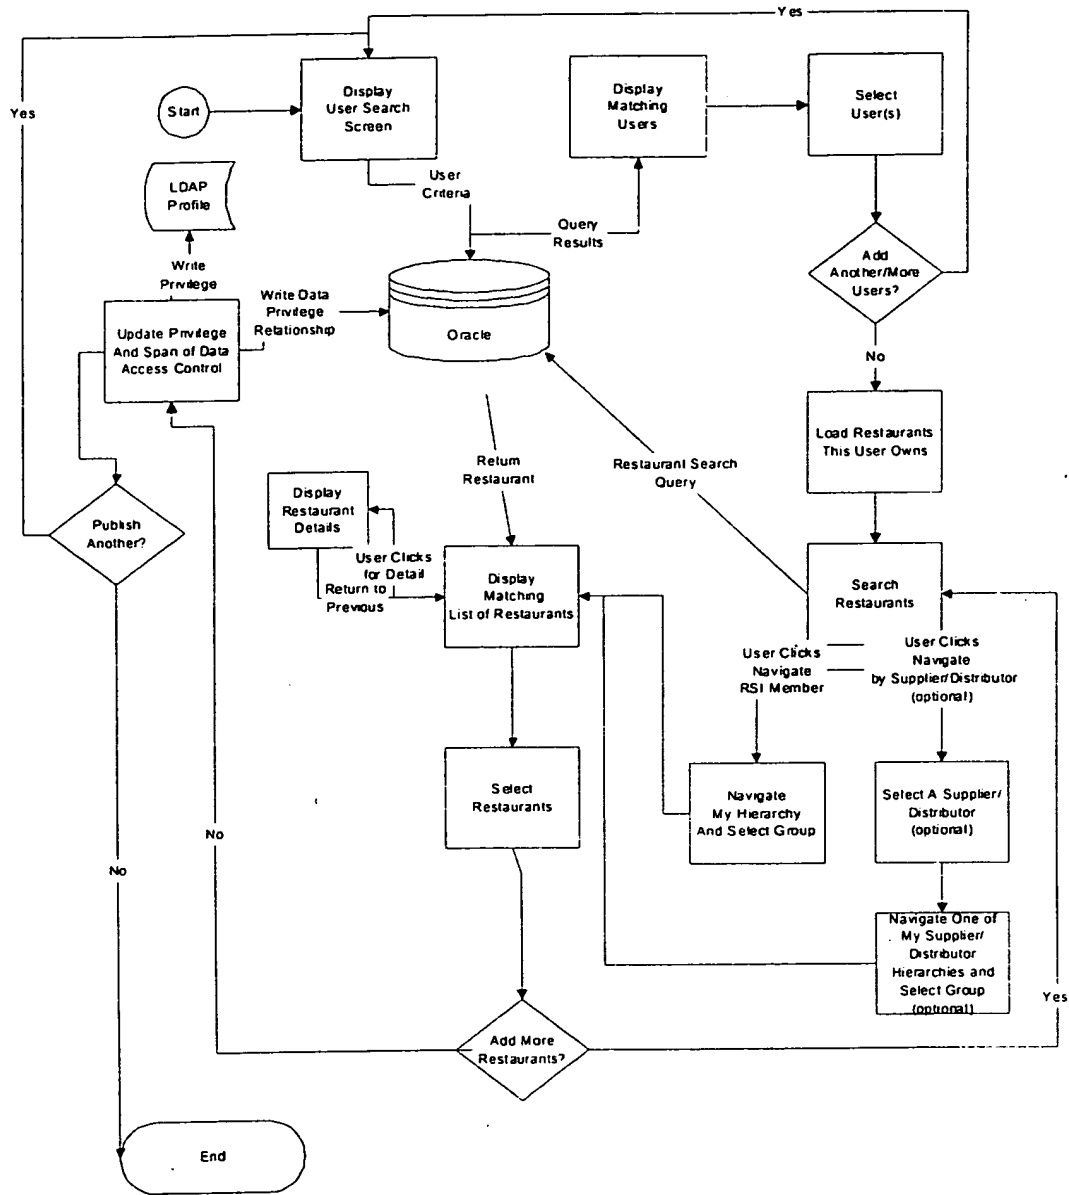 Yes
Yes
Display
User Search
Screen
Display
Matching
Users
Select
User(s)
Start
LDAP
Profile
User
Criteria
Query
Results
Write
Privilege
Write Data
Privilege
Relationship
Add
Another/More
Users?
Update Privilege
And Span of Data
Access Control
Oracle
No
Load Restaurants
This User Owns
Return
Restaurant
Restaurant Search
Query
Display
Restaurant
Details
Publish
Another?
User Clicks
for Detail
Return to
Previous
Display
Matching
List of Restaurants
Search
Restaurants
User Clicks
Navigate
RSI Member
User Clicks
Navigate
by Supplier/Distributor
(optional)
Select
Restaurants
Navigate
My Hierarchy
And Select Group
Select A Supplier/
Distributor
(optional)
No
No
Navigate One of
My Supplier/
Distributor
Hierarchies and
Select Group
(optional)
Yes
Add More
Restaurants?
End